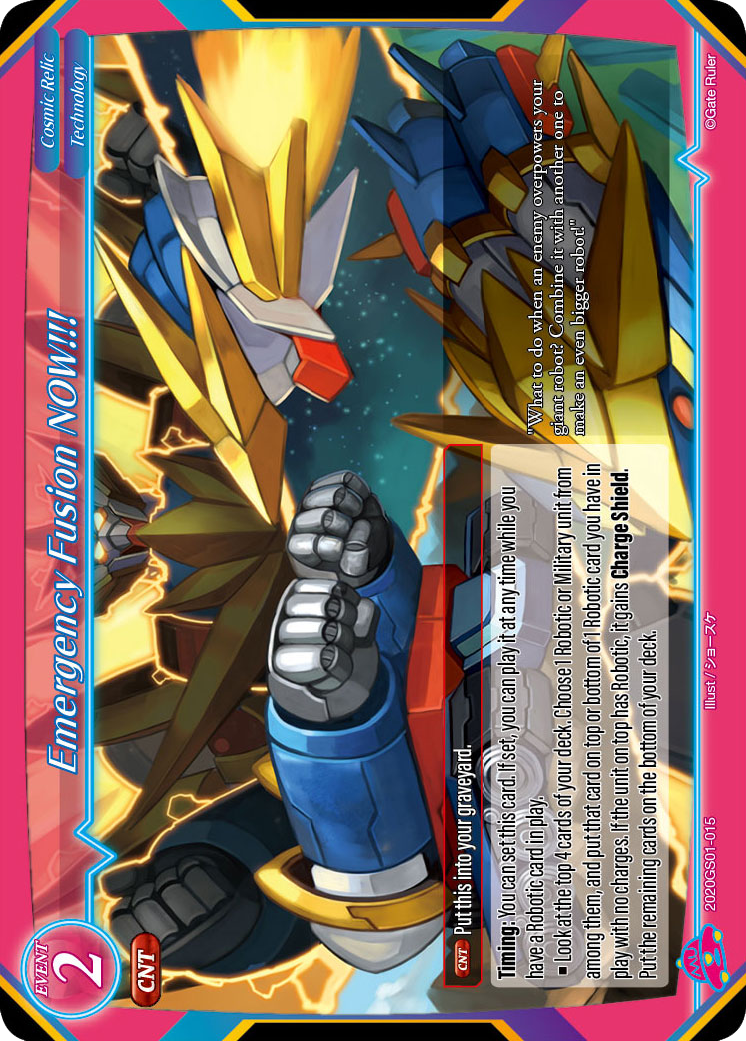 EVENT
2
Emergency Fusion NOW!!!
Cosmic Relic
Technology
CNT
"What to do when an enemy overpowers your
giant robot? Combine it with another one to
make an even bigger robot!"
CNT Put this into your graveyard.
Timing: You can set this card. If set, you can play it at any time while you
have a Robotic card in play.
■ Look at the top 4 cards of your deck. Choose 1 Robotic or Military unit from
among them, and put that card on top or bottom of 1 Robotic card you have in
play with no charges. If the unit on top has Robotic, it gains Charge Shield.
Put the remaining cards on the bottom of your deck.
MU
2020GS01-015
Illust / ショースケ
©Gate Ruler